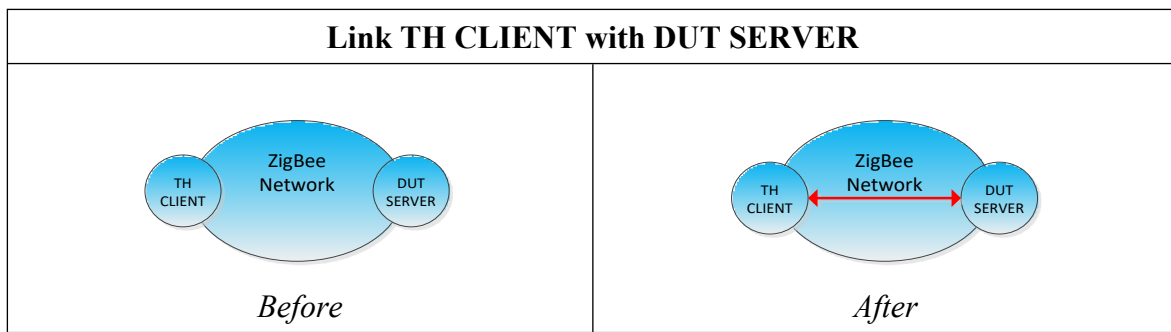 Link TH CLIENT with DUT SERVER
ZigBee
Network
TH
CLIENT
DUT
SERVER
Before
ZigBee
Network
TH
CLIENT
DUT
SERVER
After